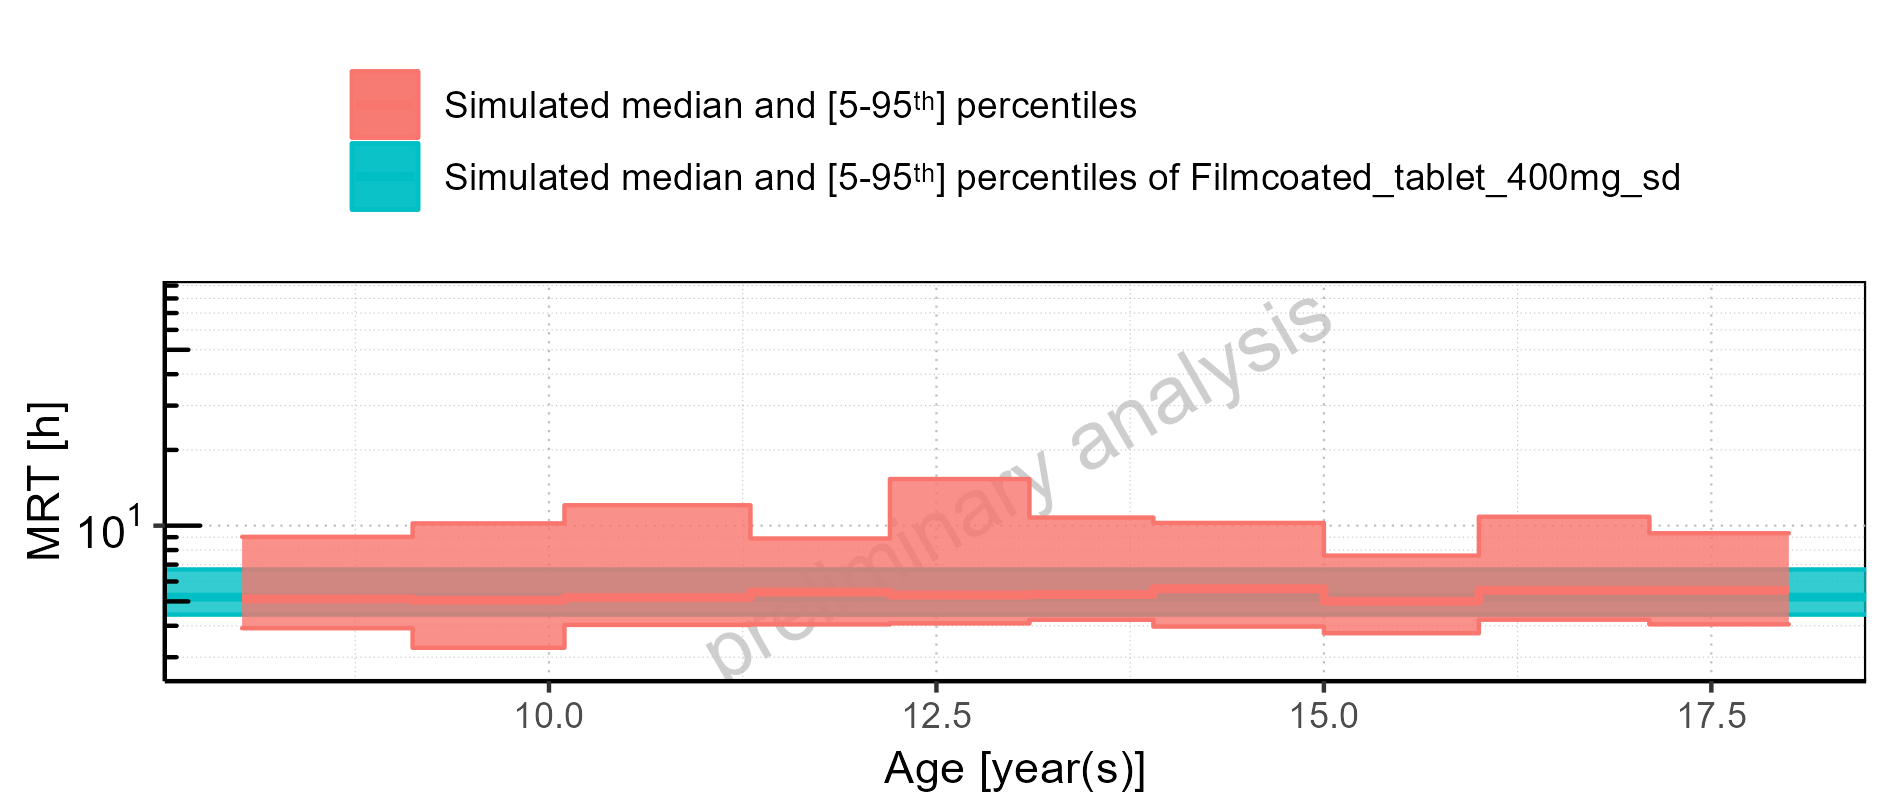 Simulated median and [5-95ᵗʰ] percentiles
Simulated median and [5-95ᵗʰ] percentiles of Filmcoated_tablet_400mg_sd
MRT [h]
10¹
preliminary analysis
10.0 12.5 15.0 17.5
Age [year(s)]